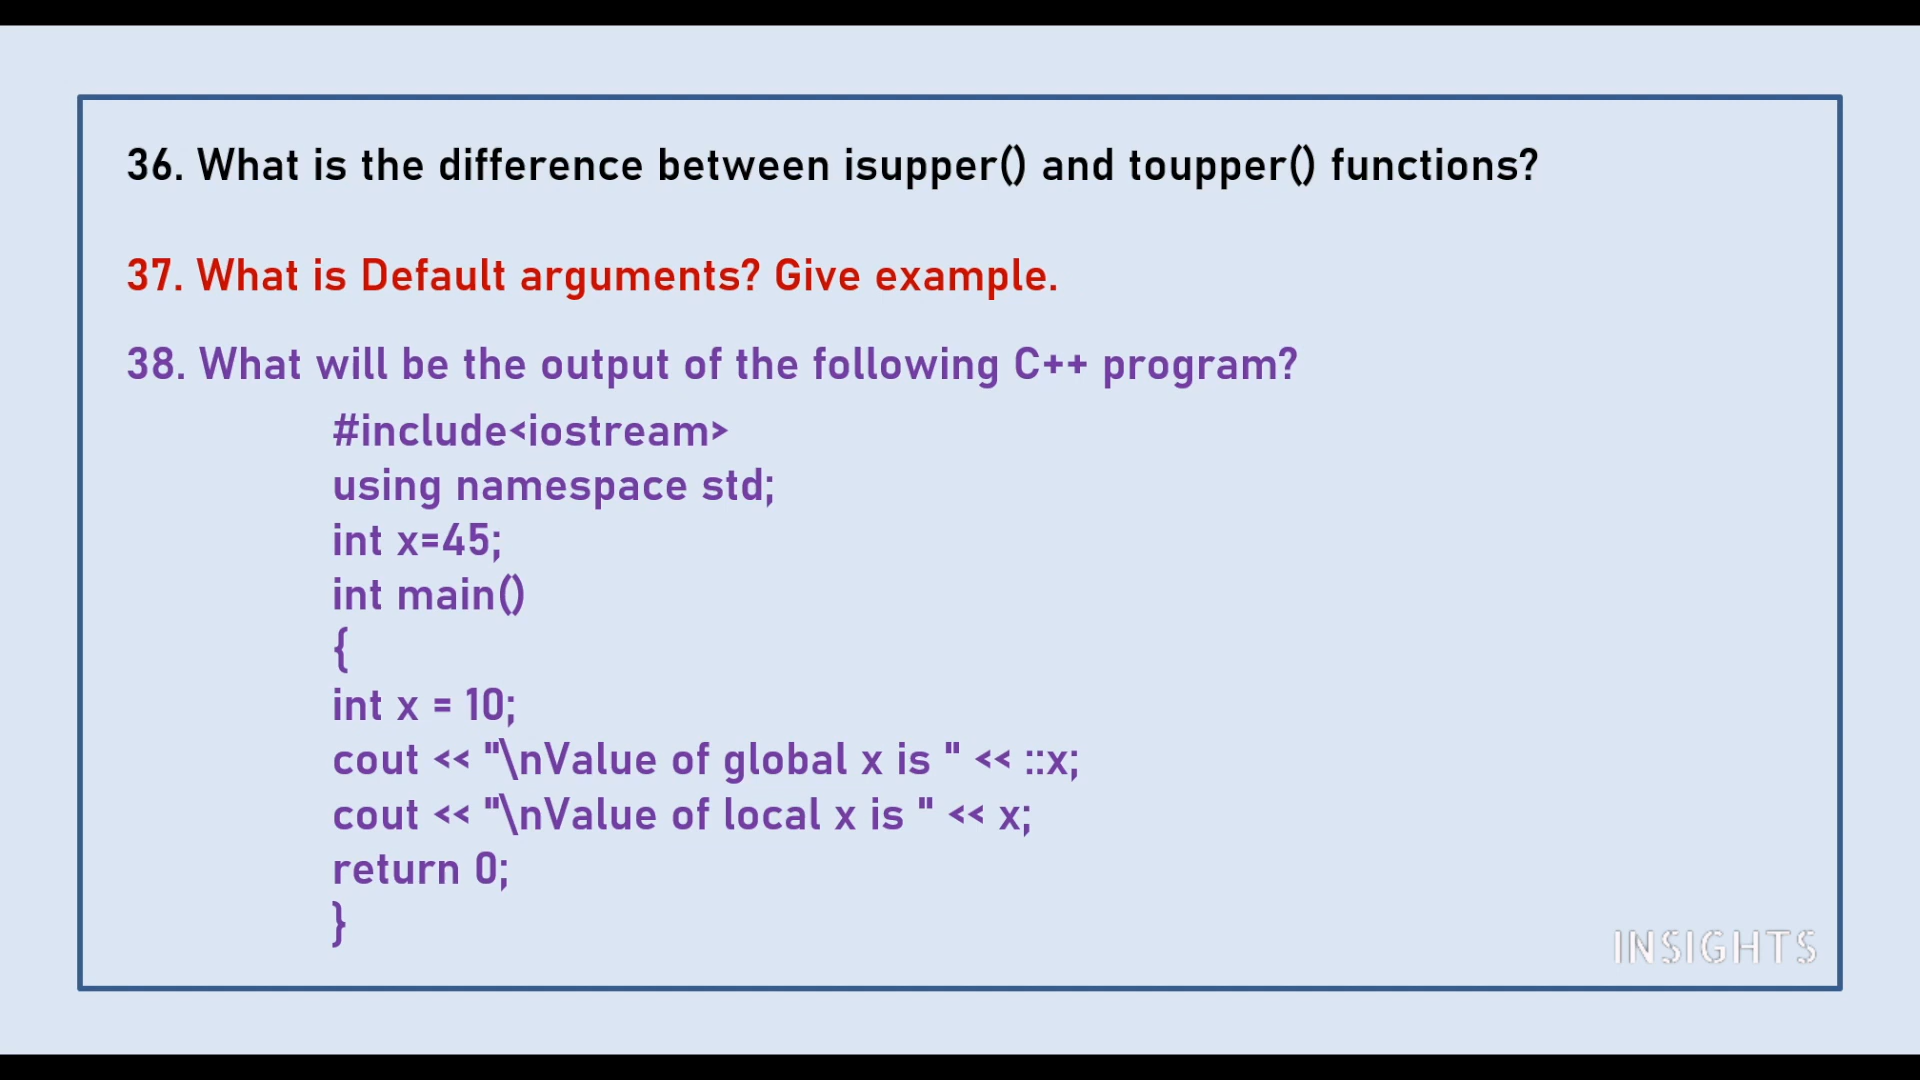 36. What is the difference between isupper() and toupper() functions?
37. What is Default arguments? Give example.
38. What will be the output of the following C++ program?
#include<iostream>
using namespace std;
int x=45;
int main()
{
int x = 10;
cout << "\nValue of global x is " << ::x;
cout << "\nValue of local x is " << x;
return 0;
}
INSIGHTS